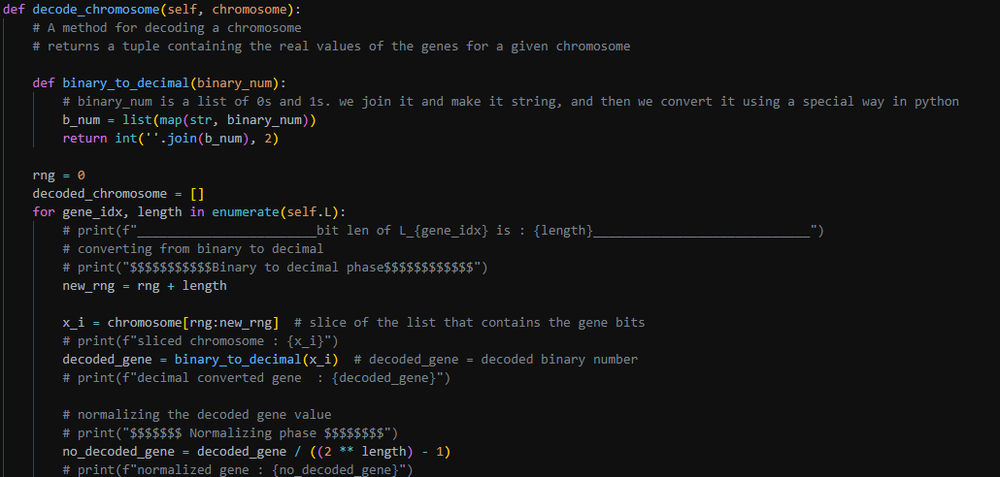 def decode_chromosome(self, chromosome):
    # A method for decoding a chromosome
    # returns a tuple containing the real values of the genes for a given chromosome

    def binary_to_decimal(binary_num):
        # binary_num is a list of 0s and 1s. we join it and make it string, and then we convert it using a special way in python
        b_num = list(map(str, binary_num))
        return int(''.join(b_num), 2)

    rng = 0
    decoded_chromosome = []
    for gene_idx, length in enumerate(self.L):
        # print(f"________________________bit len of L_{gene_idx} is : {length}_____________________________")
        # converting from binary to decimal
        # print("$$$$$$$$$$$Binary to decimal phase$$$$$$$$$$$$")
        new_rng = rng + length

        x_i = chromosome[rng:new_rng]  # slice of the list that contains the gene bits
        # print(f"sliced chromosome : {x_i}")
        decoded_gene = binary_to_decimal(x_i)  # decoded_gene = decoded binary number
        # print(f"decimal converted gene  : {decoded_gene}")

        # normalizing the decoded gene value
        # print("$$$$$$$ Normalizing phase $$$$$$$$")
        no_decoded_gene = decoded_gene / ((2 ** length) - 1)
        # print(f"normalized gene : {no_decoded_gene}")